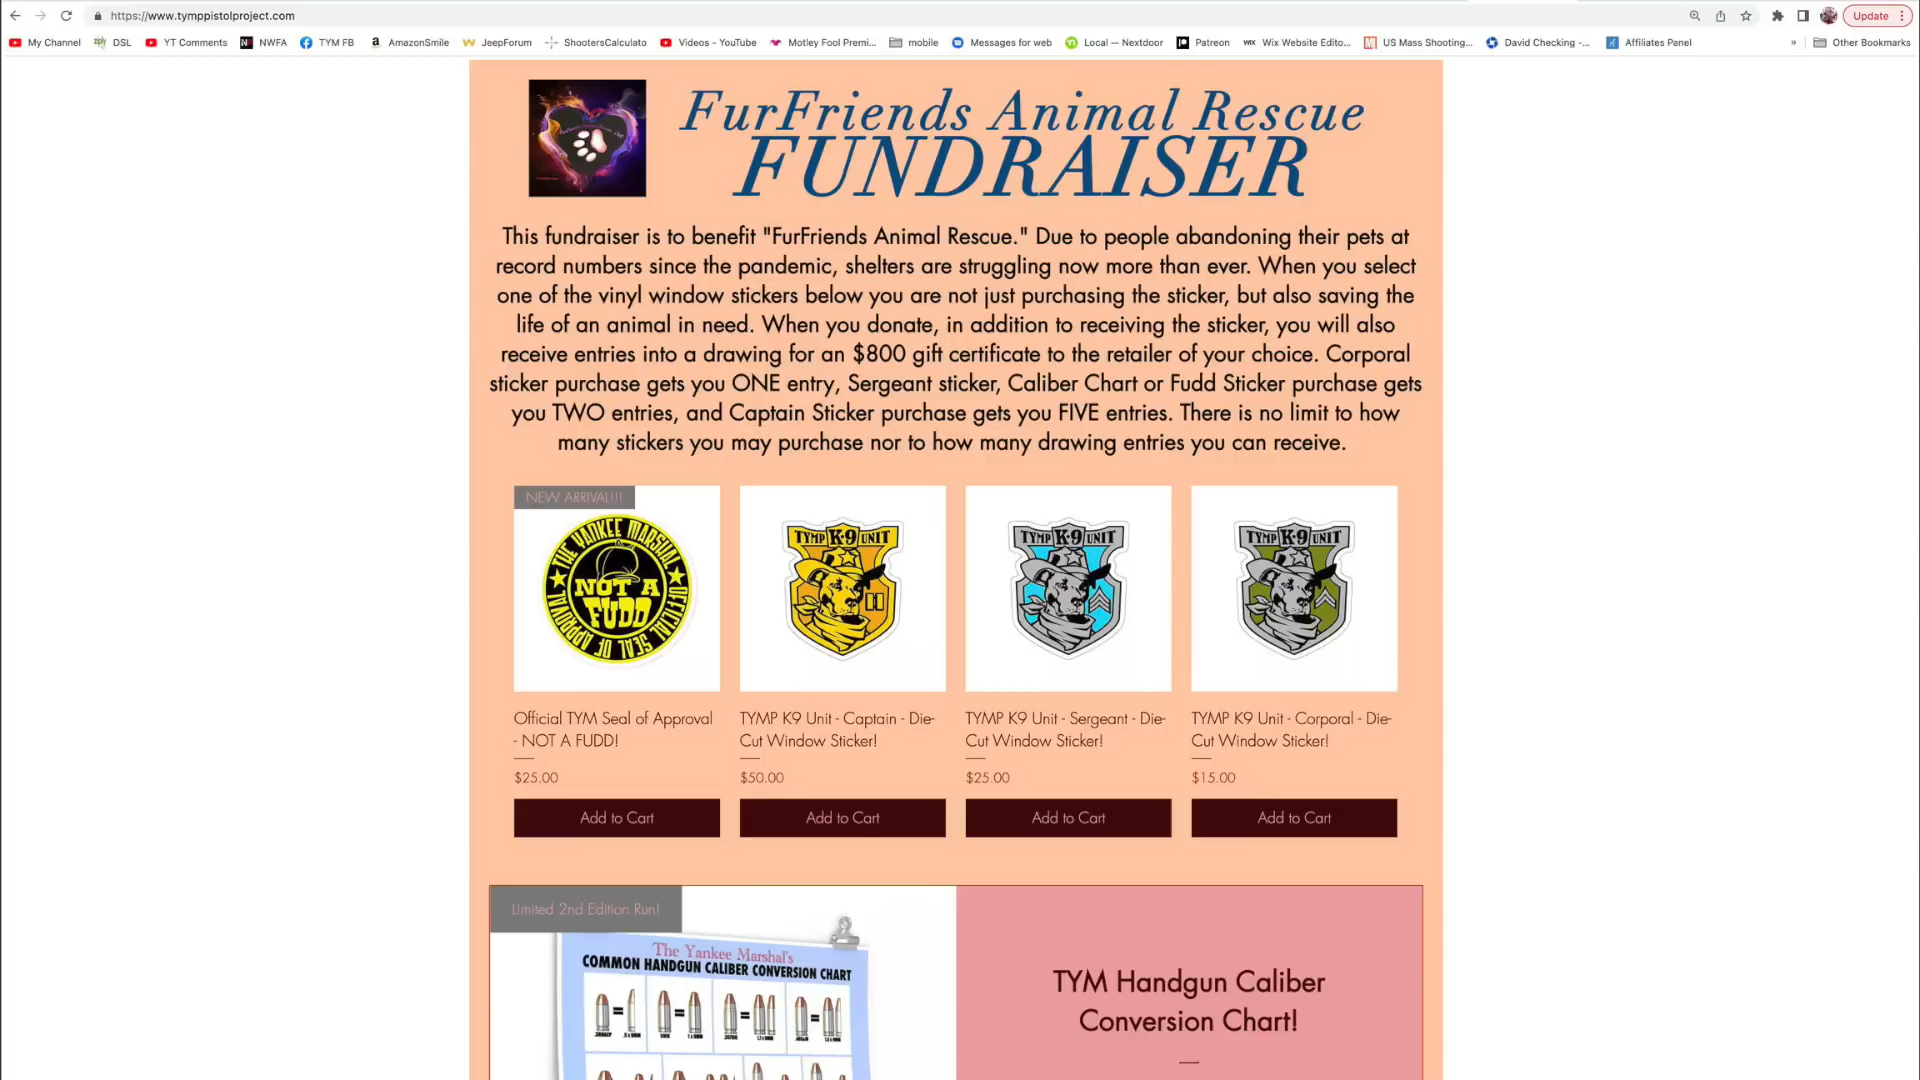 https://www.tymppistolproject.com
Update
My Channel
DSL
YT Comments
NWFA
TYM FB
AmazonSmile
JeepForum
ShootersCalculato
Videos - YouTube
Motley Fool Premi...
mobile
Messages for web
Local — Nextdoor
Patreon
WIX
Wix Website Edito...
US Mass Shooting...
David Checking -...
Affiliates Panel
»
Other Bookmarks
FurFriends Animal Rescue
FUNDRAISER
This fundraiser is to benefit "FurFriends Animal Rescue." Due to people abandoning their pets at
record numbers since the pandemic, shelters are struggling now more than ever. When you select
one of the vinyl window stickers below you are not just purchasing the sticker, but also saving the
life of an animal in need. When you donate, in addition to receiving the sticker, you will also
receive entries into a drawing for an $800 gift certificate to the retailer of your choice. Corporal
sticker purchase gets you ONE entry, Sergeant sticker, Caliber Chart or Fudd Sticker purchase gets
you TWO entries, and Captain Sticker purchase gets you FIVE entries. There is no limit to how
many stickers you may purchase nor to how many drawing entries you can receive.
NEW ARRIVAL!!!
THE YANKEE MARSHAL
NOT A
FUDD
OFFICIAL SEAL OF APPROVAL
TYMP K-9 UNIT
TYMP K-9 UNIT
TYMP K-9 UNIT
Official TYM Seal of Approval
- NOT A FUDD!
$25.00
Add to Cart
TYMP K9 Unit - Captain - Die-
Cut Window Sticker!
$50.00
Add to Cart
TYMP K9 Unit - Sergeant - Die-
Cut Window Sticker!
$25.00
Add to Cart
TYMP K9 Unit - Corporal - Die-
Cut Window Sticker!
$15.00
Add to Cart
Limited 2nd Edition Run!
The Yankee Marshal's
COMMON HANDGUN CALIBER CONVERSION CHART
TYM Handgun Caliber
Conversion Chart!